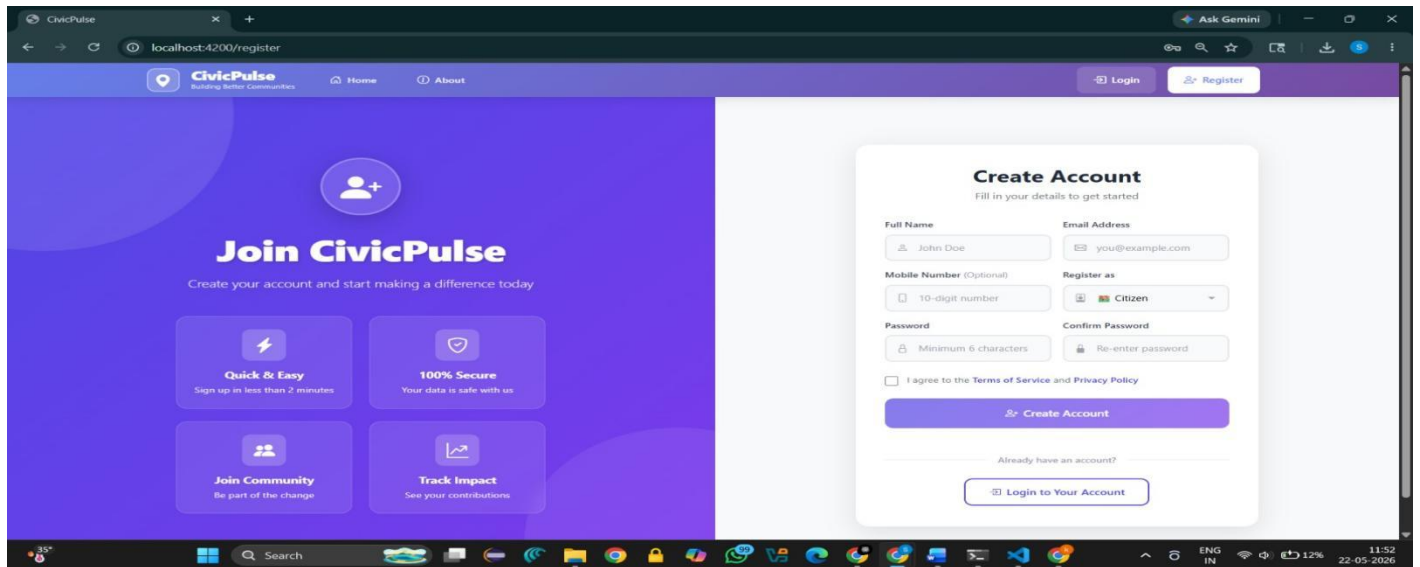 CivicPulse
Ask Gemini
localhost:4200/register
S
CivicPulse
Building Better Communities
Home
About
Login
Register
Join CivicPulse
Create your account and start making a difference today
Quick & Easy
Sign up in less than 2 minutes
100% Secure
Your data is safe with us
Join Community
Be part of the change
Track Impact
See your contributions
Create Account
Fill in your details to get started
Full Name
John Doe
Email Address
you@example.com
Mobile Number (Optional)
10-digit number
Register as
Citizen
Password
Minimum 6 characters
Confirm Password
Re-enter password
I agree to the Terms of Service and Privacy Policy
Create Account
Already have an account?
Login to Your Account
35°
Search
99
ENG
IN
12%
11:52
22-05-2026